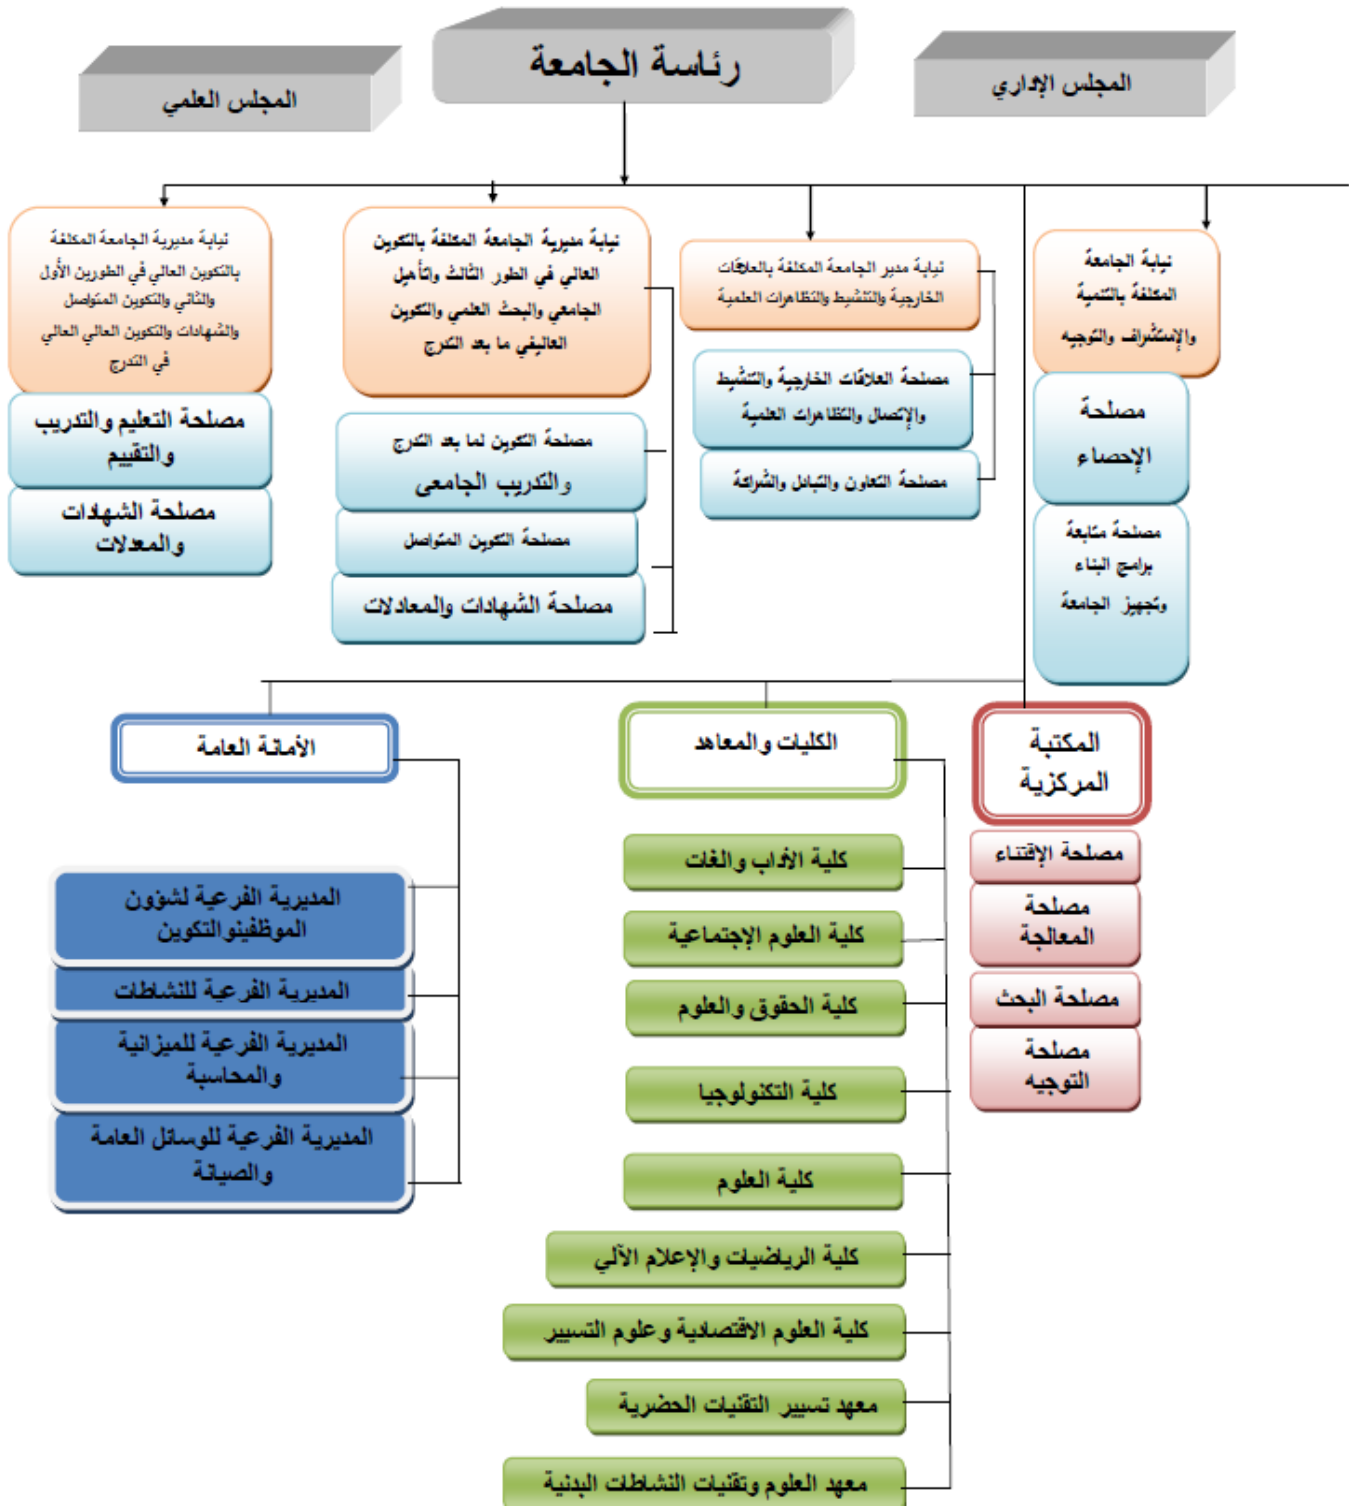 رئاسة الجامعة
المجلس الإداري
المجلس العلمي
نيابة الجامعة
المكلفة بالتنمية
والإستشراف والتوجيه
مصلحة
الإحصاء
مصلحة متابعة
برامج البناء
وتجهيز الجامعة
نيابة مدير الجامعة المكلفة بالعلاقات
الخارجية والتنشيط والتظاهرات العلمية
مصلحة العلاقات الخارجية والتنشيط
والإتصال والتظاهرات العلمية
مصلحة التعاون والتبادل والشراكة
نيابة مديرية الجامعة المكلفة بالتكوين
العالي في الطور الثالث والتأهيل
الجامعي والبحث العلمي والتكوين
العاليفي ما بعد التدرج
مصلحة التكوين لما بعد التدرج
والتدريب الجامعى
مصلحة التكوين المتواصل
مصلحة الشهادات والمعادلات
نيابة مديرية الجامعة المكلفة
بالتكوين العالي في الطورين الأول
والثاني والتكوين المتواصل
والشهادات والتكوين العالي العالي
في التدرج
مصلحة التعليم والتدريب
والتقييم
مصلحة الشهادات
والمعدلات
المكتبة
المركزية
مصلحة الإقتناء
مصلحة
المعالجة
مصلحة البحث
مصلحة
التوجيه
الكليات والمعاهد
كلية الأداب والغات
كلية العلوم الإجتماعية
كلية الحقوق والعلوم
كلية التكنولوجيا
كلية العلوم
كلية الرياضيات والإعلام الآلي
كلية العلوم الاقتصادية وعلوم التسيير
معهد تسيير التقنيات الحضرية
معهد العلوم وتقنيات النشاطات البدنية
الأمانة العامة
المديرية الفرعية لشؤون
الموظفينوالتكوين
المديرية الفرعية للنشاطات
المديرية الفرعية للميزانية
والمحاسبة
المديرية الفرعية للوسائل العامة
والصيانة